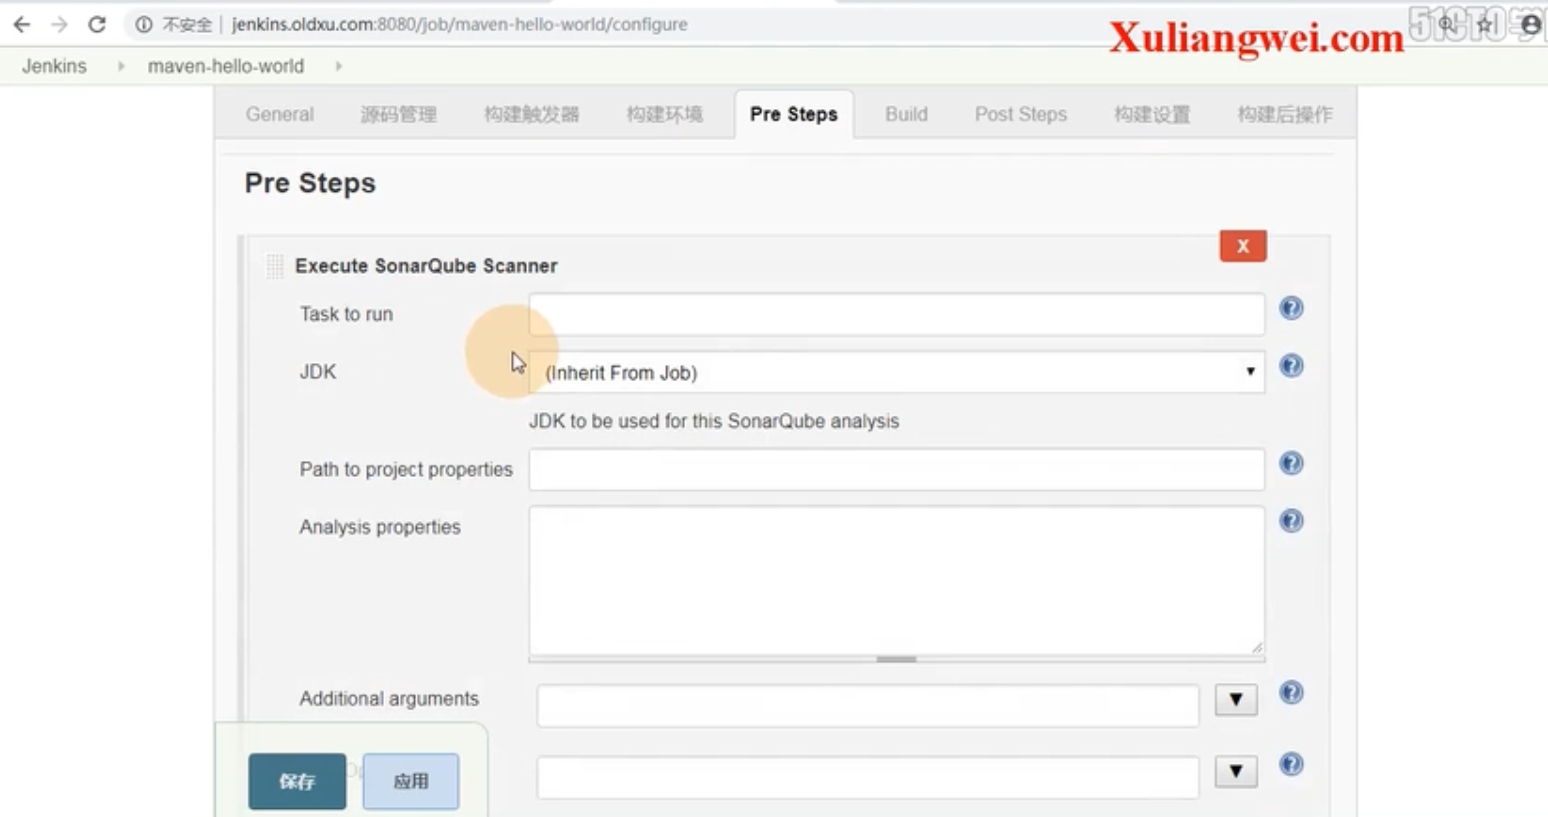 不安全 jenkins.oldxu.com:8080/job/maven-hello-world/configure
Xuliangwei.com
Jenkins maven-hello-world
General 源码管理 构建触发器 构建环境 Pre Steps Build Post Steps 构建设置 构建后操作
Pre Steps
X
Execute SonarQube Scanner
Task to run
JDK (Inherit From Job)
JDK to be used for this SonarQube analysis
Path to project properties
Analysis properties
Additional arguments
保存 应用